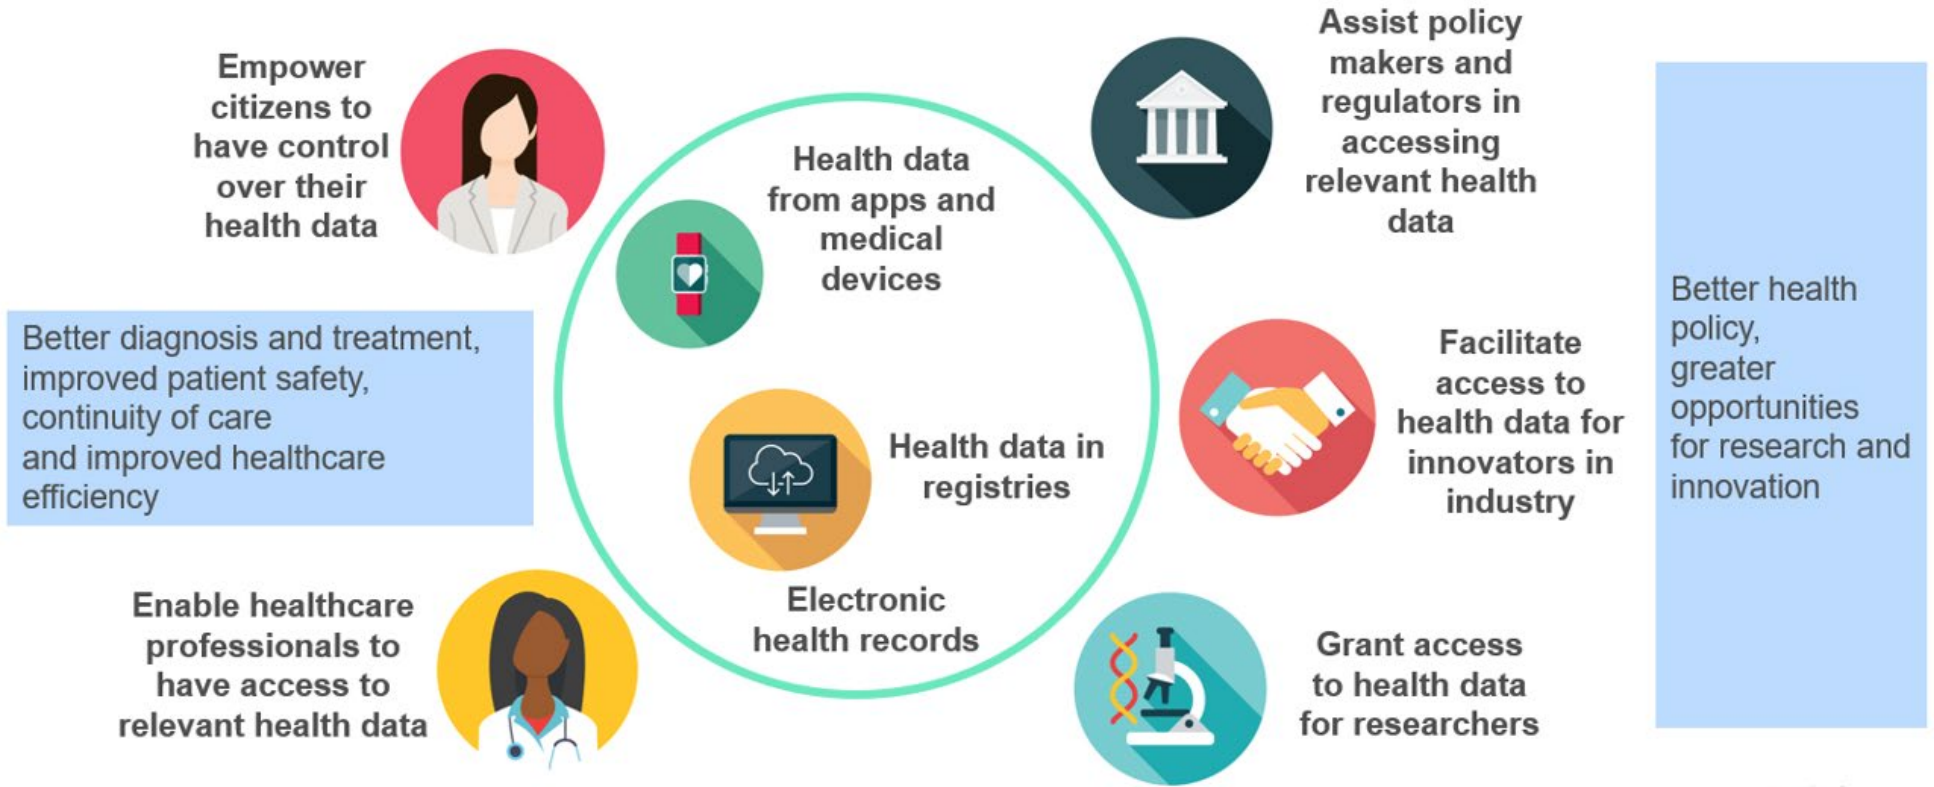 Empower
citizens to
have control
over their
health data
Better diagnosis and treatment,
improved patient safety,
continuity of care
and improved healthcare
efficiency
Enable healthcare
professionals to
have access to
relevant health data
Health data
from apps and
medical
devices
Health data in
registries
Electronic
health records
Assist policy
makers and
regulators in
accessing
relevant health
data
Facilitate
access to
health data for
innovators in
industry
Grant access
to health data
for researchers
Better health
policy,
greater
opportunities
for research and
innovation